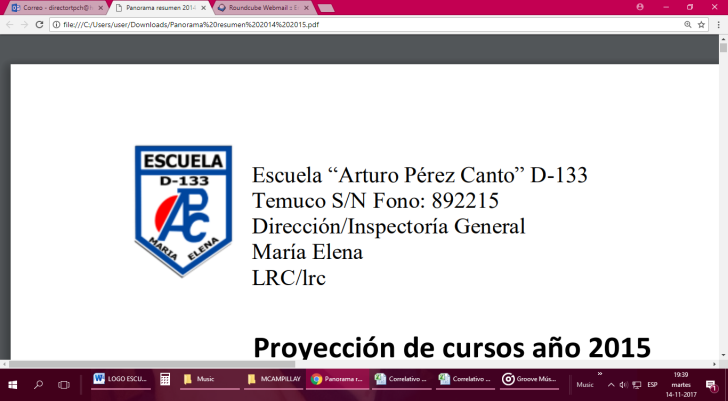 Correo - directorfpch@
Panorama resumen 2014
Roundcube Webmail ::
file:///C:/Users/user/Downloads/Panorama%20resumen%202014%202015.pdf
ESCUELA
D-133
APC
MARIA ELENA
Escuela “Arturo Pérez Canto” D-133
Temuco S/N Fono: 892215
Dirección/Inspectoría General
María Elena
LRC/lrc
Proyección de cursos año 2015
LOGO ESCU...
Music
MCAMPILLAY
Panorama r...
Correlativo ...
Correlativo ...
Groove Mús...
Music
ESP
19:39
martes
14-11-2017